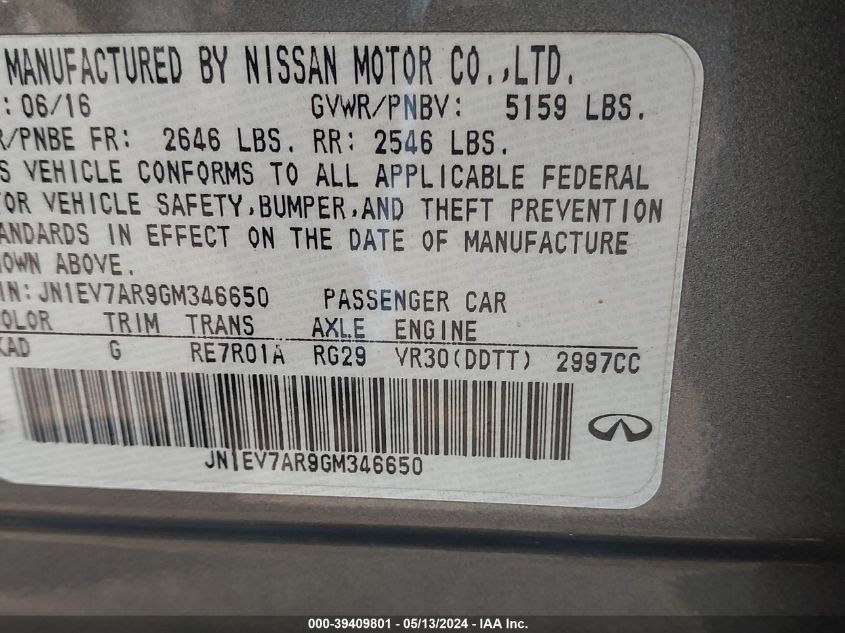 MANUFACTURED BY NISSAN MOTOR CO.,LTD.
: 06/16 GVWR/PNBV: 5159 LBS.
R/PNBE FR: 2646 LBS. RR: 2546 LBS.
S VEHICLE CONFORMS TO ALL APPLICABLE FEDERAL
TOR VEHICLE SAFETY,BUMPER,AND THEFT PREVENTION
ANDARDS IN EFFECT ON THE DATE OF MANUFACTURE
HOWN ABOVE.
IN: JN1EV7AR9GM346650 PASSENGER CAR
COLOR TRIM TRANS AXLE ENGINE
KAD G RE7R01A RG29 VR30(DDTT) 2997CC
JN1EV7AR9GM346650
000-39409801 - 05/13/2024 - IAA Inc.